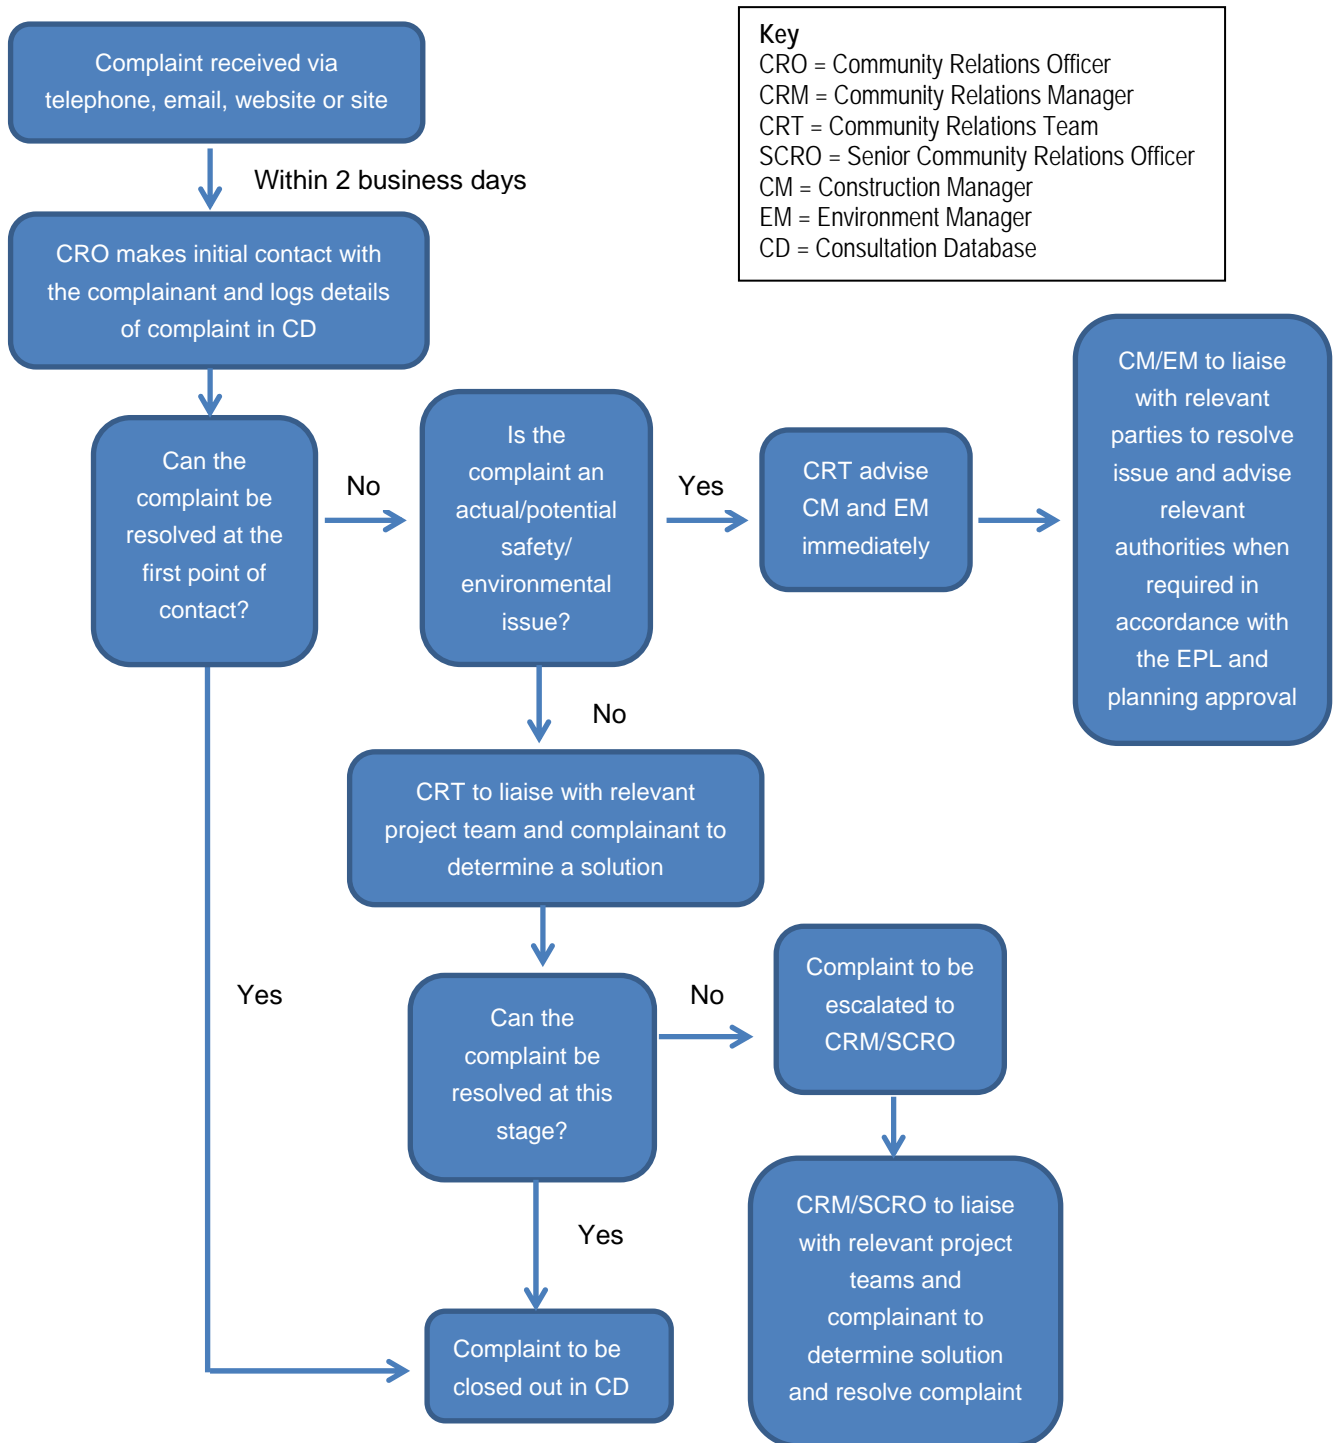 Complaint received via
telephone, email, website or site
Key
CRO = Community Relations Officer
CRM = Community Relations Manager
CRT = Community Relations Team
SCRO = Senior Community Relations Officer
CM = Construction Manager
EM = Environment Manager
CD = Consultation Database
Within 2 business days
CRO makes initial contact with
the complainant and logs details
of complaint in CD
Can the
complaint be
resolved at the
first point of
contact?
No
Is the
complaint an
actual/potential
safety/
environmental
issue?
Yes
CRT advise
CM and EM
immediately
CM/EM to liaise
with relevant
parties to resolve
issue and advise
relevant
authorities when
required in
accordance with
the EPL and
planning approval
No
CRT to liaise with relevant
project team and complainant to
determine a solution
Yes
Can the
complaint be
resolved at this
stage?
No
Complaint to be
escalated to
CRM/SCRO
Yes
CRM/SCRO to liaise
with relevant project
teams and
complainant to
determine solution
and resolve complaint
Complaint to be
closed out in CD